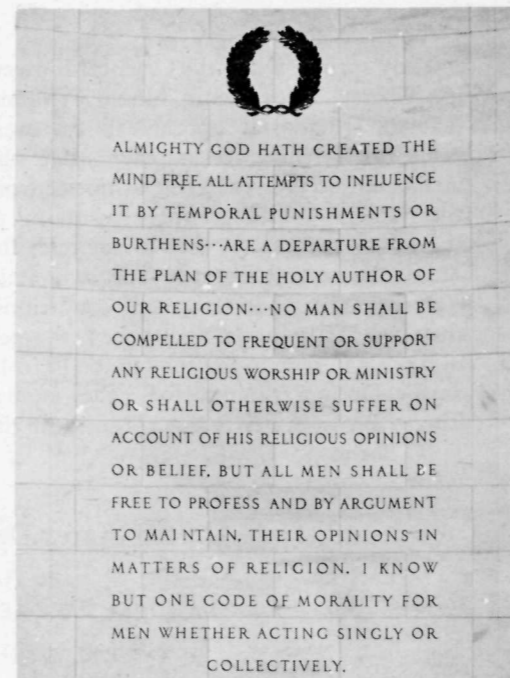 ALMIGHTY GOD HATH CREATED THE
MIND FREE. ALL ATTEMPTS TO INFLUENCE
IT BY TEMPORAL PUNISHMENTS OR
BURTHENS···ARE A DEPARTURE FROM
THE PLAN OF THE HOLY AUTHOR OF
OUR RELIGION···NO MAN SHALL BE
COMPELLED TO FREQUENT OR SUPPORT
ANY RELIGIOUS WORSHIP OR MINISTRY
OR SHALL OTHERWISE SUFFER ON
ACCOUNT OF HIS RELIGIOUS OPINIONS
OR BELIEF, BUT ALL MEN SHALL BE
FREE TO PROFESS AND BY ARGUMENT
TO MAINTAIN, THEIR OPINIONS IN
MATTERS OF RELIGION. I KNOW
BUT ONE CODE OF MORALITY FOR
MEN WHETHER ACTING SINGLY OR
COLLECTIVELY.